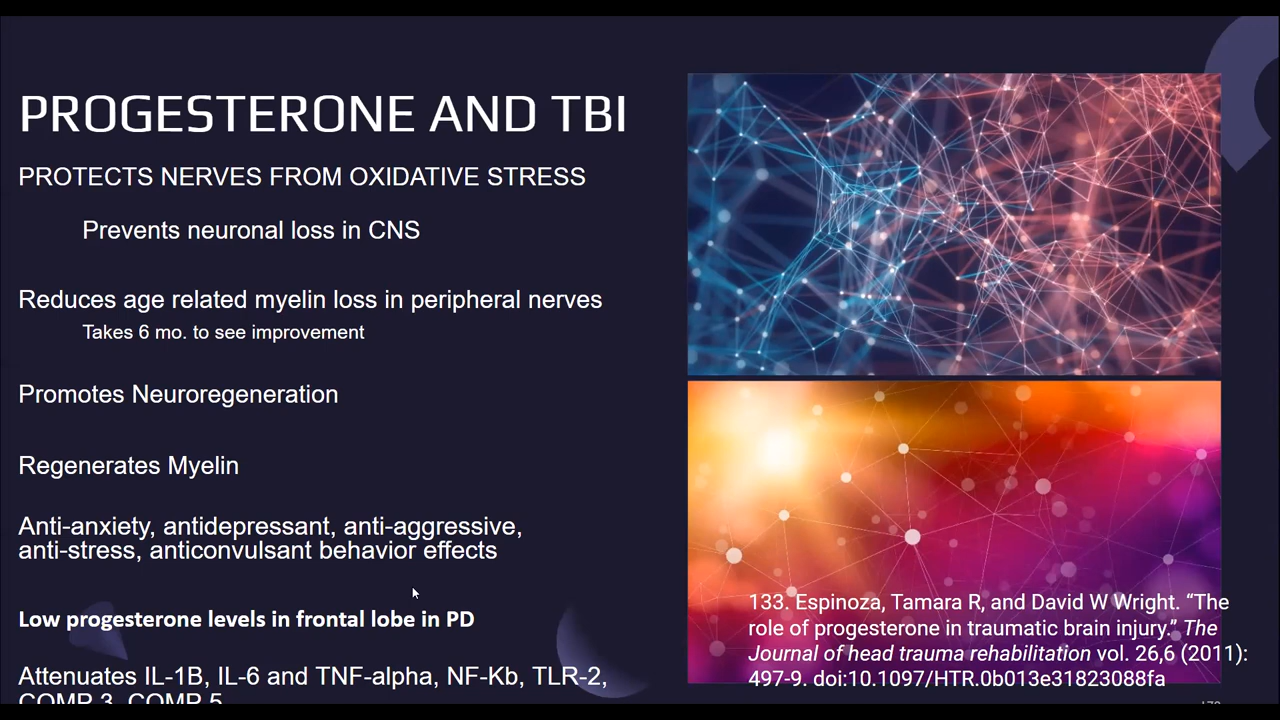 PROGESTERONE AND TBI
PROTECTS NERVES FROM OXIDATIVE STRESS
Prevents neuronal loss in CNS
Reduces age related myelin loss in peripheral nerves
Takes 6 mo. to see improvement
Promotes Neuroregeneration
Regenerates Myelin
Anti-anxiety, antidepressant, anti-aggressive,
anti-stress, anticonvulsant behavior effects
Low progesterone levels in frontal lobe in PD
Attenuates IL-1B, IL-6 and TNF-alpha, NF-Kb, TLR-2,
COMP 3, COMP 5
133. Espinoza, Tamara R, and David W Wright. “The
role of progesterone in traumatic brain injury.” The
Journal of head trauma rehabilitation vol. 26,6 (2011):
497-9. doi:10.1097/HTR.0b013e31823088fa